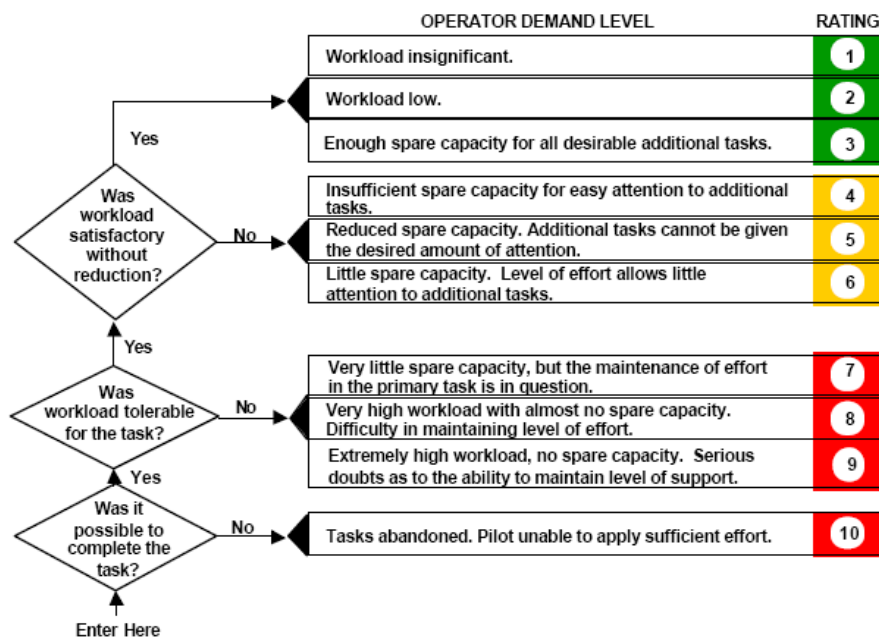 OPERATOR DEMAND LEVEL RATING
Workload insignificant. 1
Workload low. 2
Yes
Enough spare capacity for all desirable additional tasks. 3
Was
workload
satisfactory
without
reduction?
No
Insufficient spare capacity for easy attention to additional
tasks.
4
Reduced spare capacity. Additional tasks cannot be given
the desired amount of attention.
5
Little spare capacity. Level of effort allows little
attention to additional tasks.
6
Yes
Was
workload tolerable
for the task?
No
Very little spare capacity, but the maintenance of effort
in the primary task is in question.
7
Very high workload with almost no spare capacity.
Difficulty in maintaining level of effort.
8
Extremely high workload, no spare capacity. Serious
doubts as to the ability to maintain level of support.
9
Yes
Was it
possible to
complete the
task?
No
Tasks abandoned. Pilot unable to apply sufficient effort. 10
Enter Here